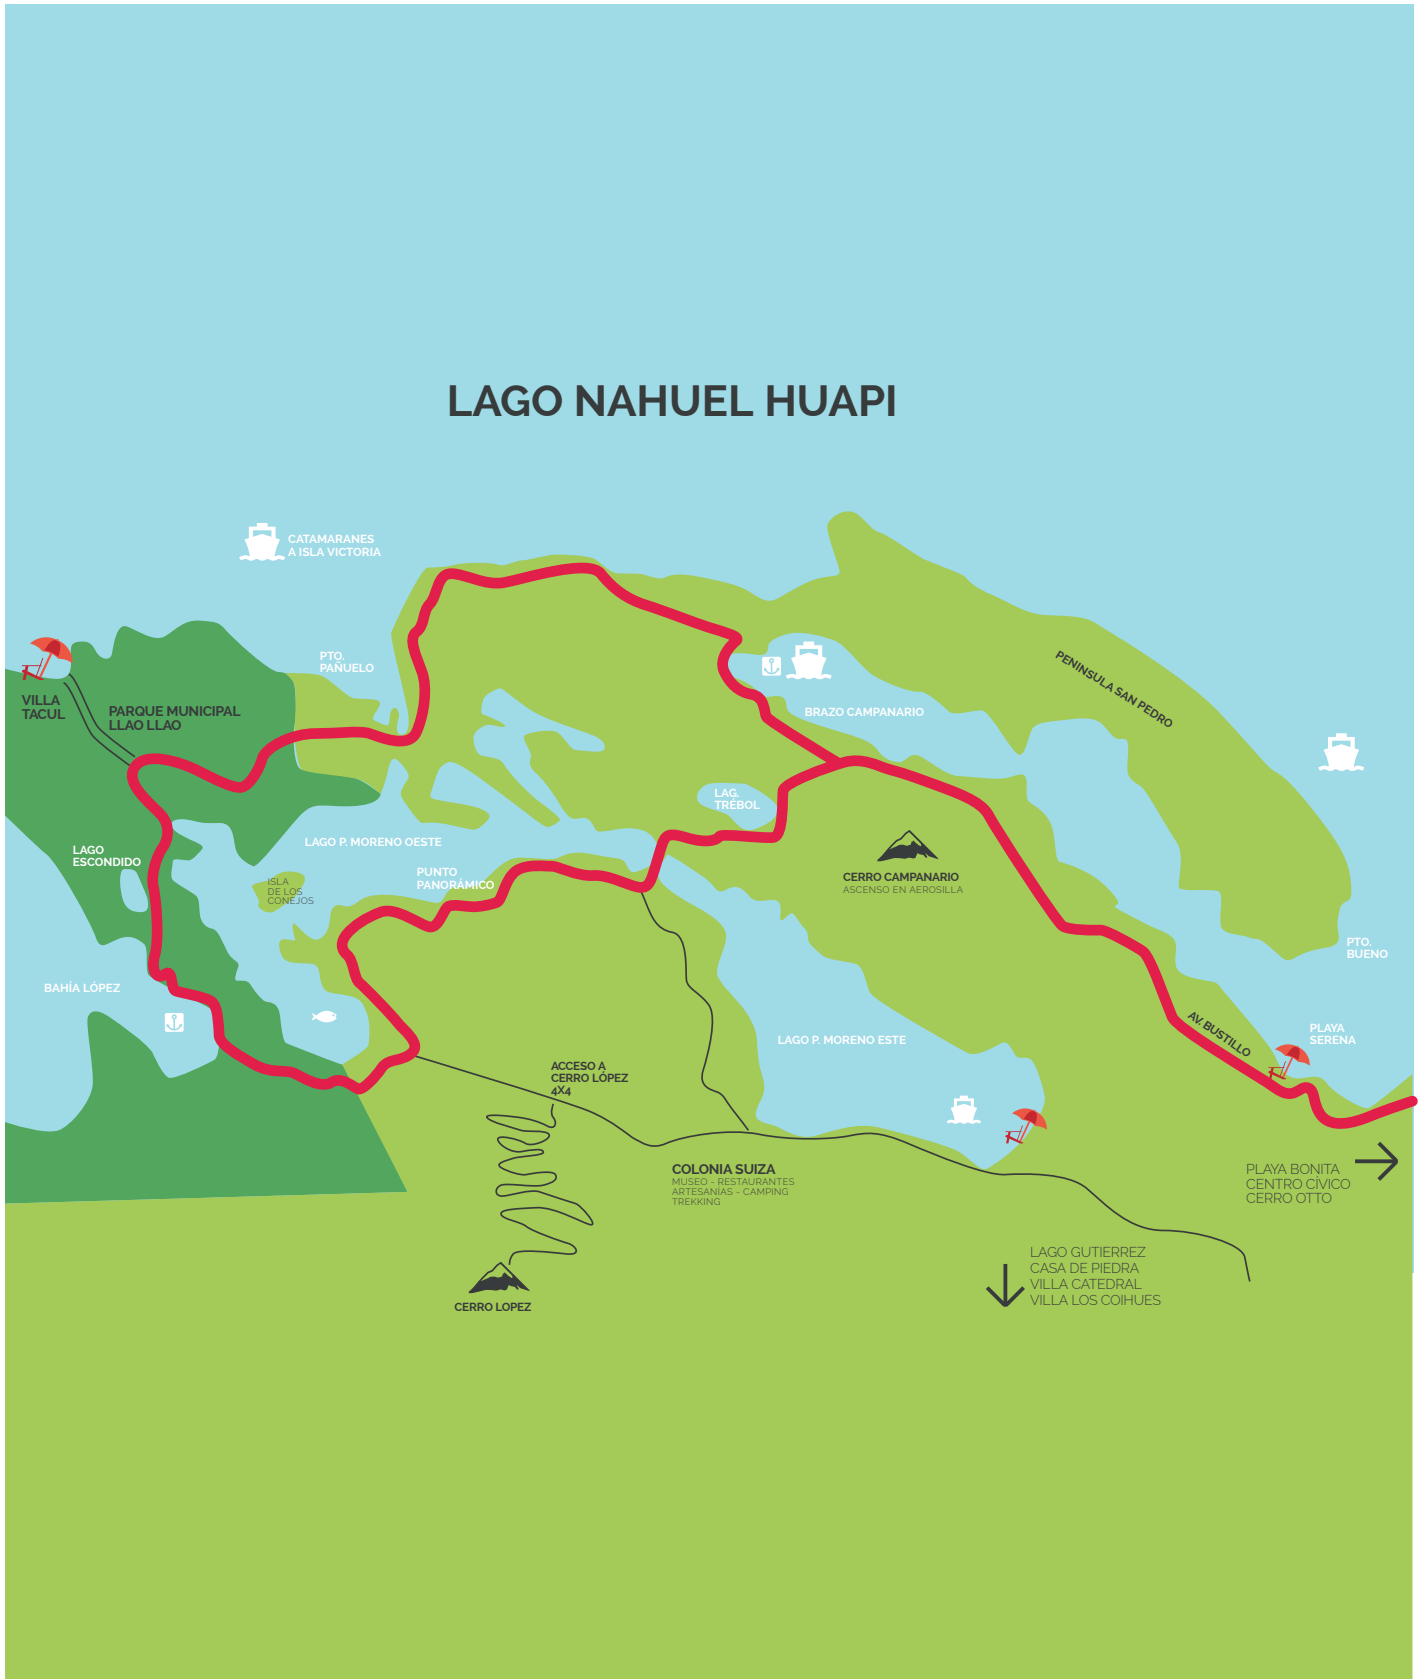 LAGO NAHUEL HUAPI
CATAMARANES
A ISLA VICTORIA
PTO.
PAÑUELO
VILLA
TACUL
PARQUE MUNICIPAL
LLAO LLAO
PENINSULA SAN PEDRO
BRAZO CAMPANARIO
LAG.
TRÉBOL
LAGO P. MORENO OESTE
LAGO
ESCONDIDO
PUNTO
PANORÁMICO
ISLA
DE LOS
CONEJOS
CERRO CAMPANARIO
ASCENSO EN AEROSILLA
PTO.
BUENO
BAHÍA LÓPEZ
AV. BUSTILLO
PLAYA
SERENA
LAGO P. MORENO ESTE
ACCESO A
CERRO LÓPEZ
4X4
COLONIA SUIZA
MUSEO - RESTAURANTES
ARTESANÍAS - CAMPING
TREKKING
PLAYA BONITA
CENTRO CÍVICO
CERRO OTTO
LAGO GUTIERREZ
CASA DE PIEDRA
VILLA CATEDRAL
VILLA LOS COIHUES
CERRO LOPEZ